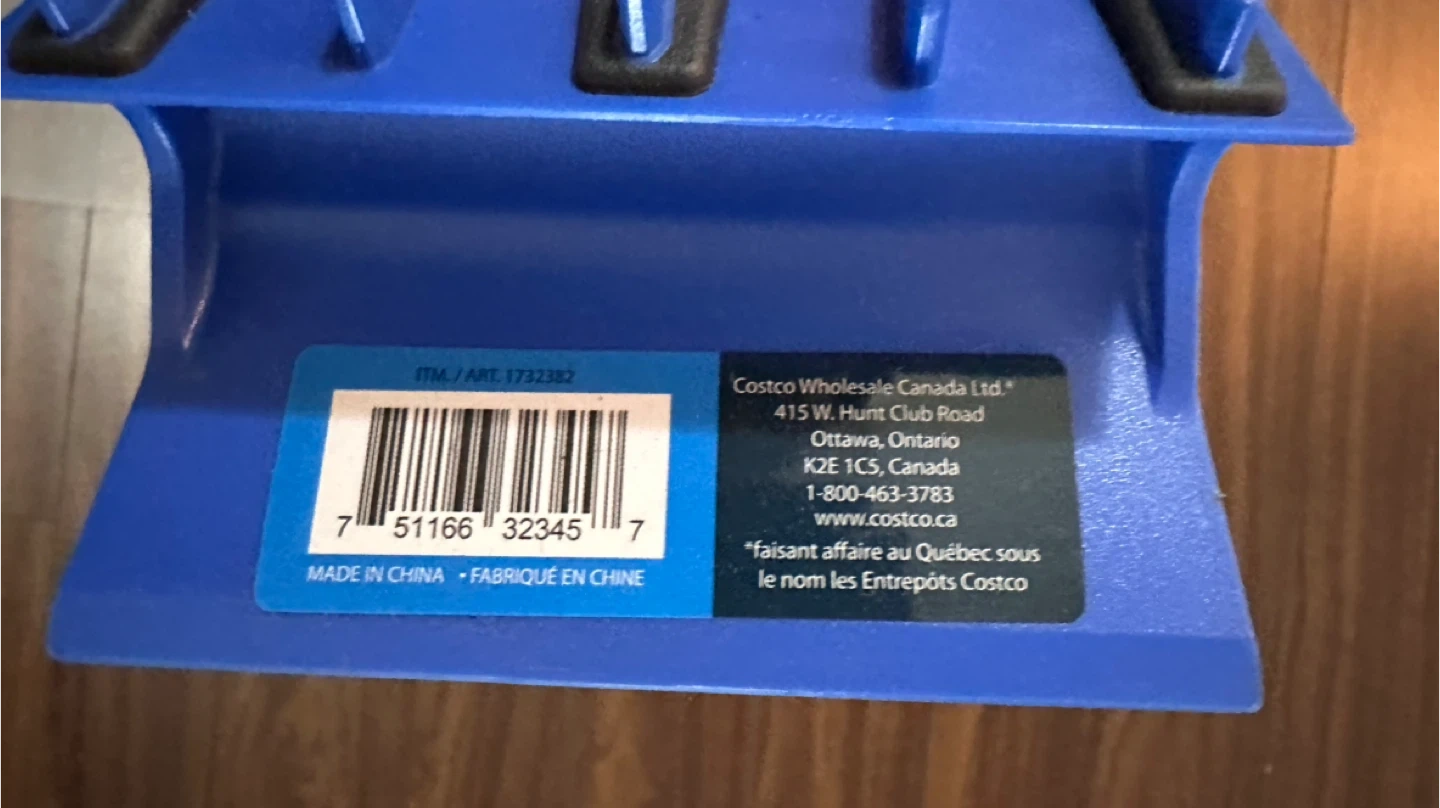 ITM. / ART. 1732382
7 51166 32345 7
MADE IN CHINA • FABRIQUÉ EN CHINE
Costco Wholesale Canada Ltd.*
415 W. Hunt Club Road
Ottawa, Ontario
K2E 1C5, Canada
1-800-463-3783
www.costco.ca
*faisant affaire au Québec sous
le nom les Entrepôts Costco